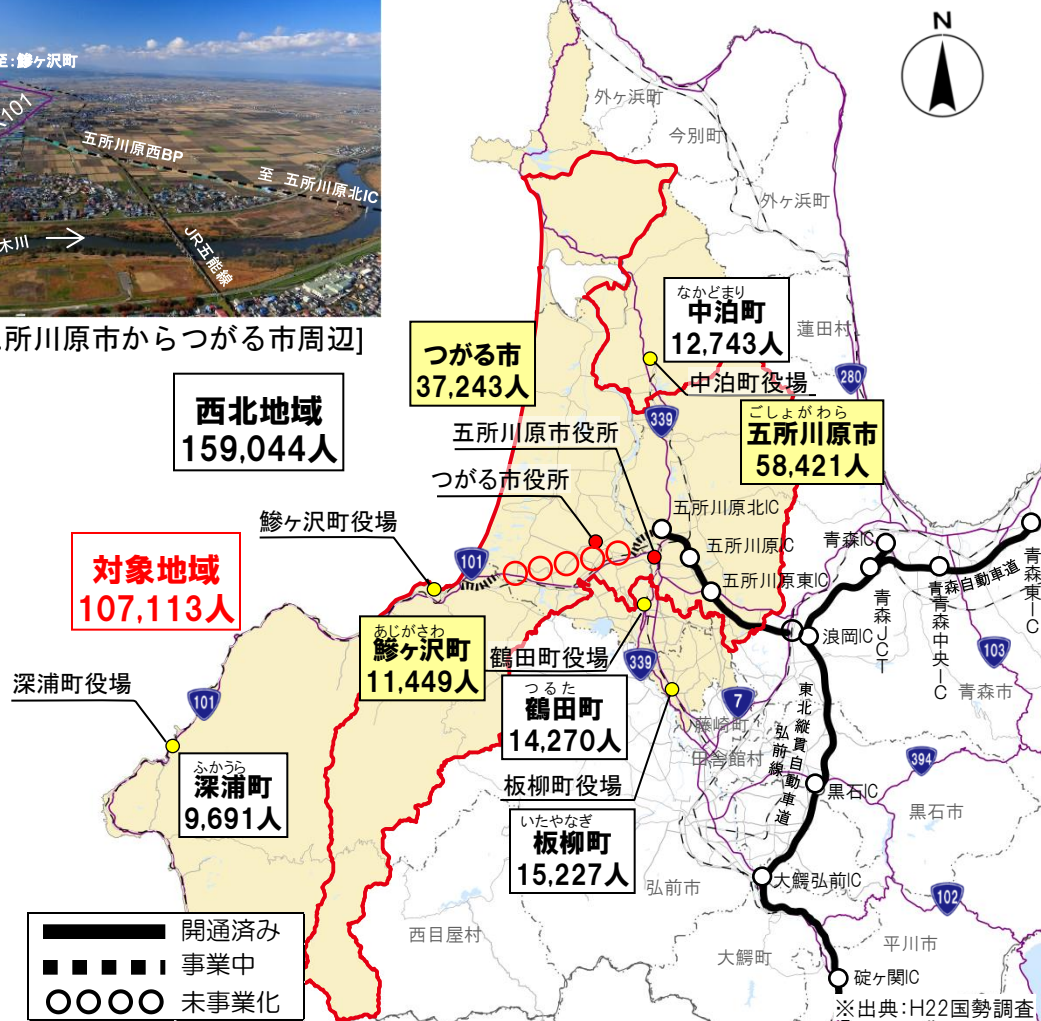 至:鰺ヶ沢町
101
五所川原西BP
至 五所川原北IC
木川
JR五能線
所川原市からつがる市周辺]
N
外ヶ浜町
今別町
外ヶ浜町
なかどまり
中泊町
12,743人
蓬田村
つがる市
37,243人
中泊町役場
280
西北地域
159,044人
339
ごしょがわら
五所川原市
58,421人
五所川原市役所
つがる市役所
鰺ヶ沢町役場
五所川原北IC
101
五所川原IC
青森IC
対象地域
107,113人
五所川原東IC
青森自動車道
青森東IC
青森JCT
青森中央IC
浪岡IC
あじがさわ
鰺ヶ沢町
11,449人
鶴田町役場
339
103
深浦町役場
101
つるた
鶴田町
14,270人
7
青森市
藤崎町
田舎館村
東北縦貫自動車道
弘前線
ふかうら
深浦町
9,691人
394
板柳町役場
黒石IC
いたやなぎ
板柳町
15,227人
黒石市
弘前市
大鰐弘前IC
102
開通済み
事業中
未事業化
西目屋村
大鰐町
平川市
碇ヶ関IC
※出典:H22国勢調査